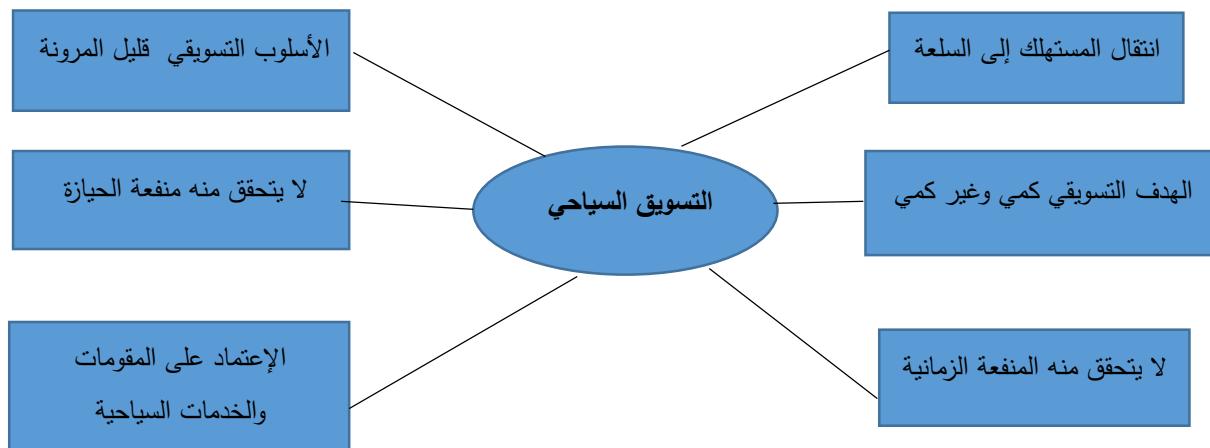 انتقال المستهلك إلى السلعة
الأسلوب التسويقي قليل المرونة
الهدف التسويقي كمي وغير كمي
التسويق السياحي
لا يتحقق منه منفعة الحيازة
لا يتحقق منه المنفعة الزمانية
الإعتماد على المقومات
والخدمات السياحية